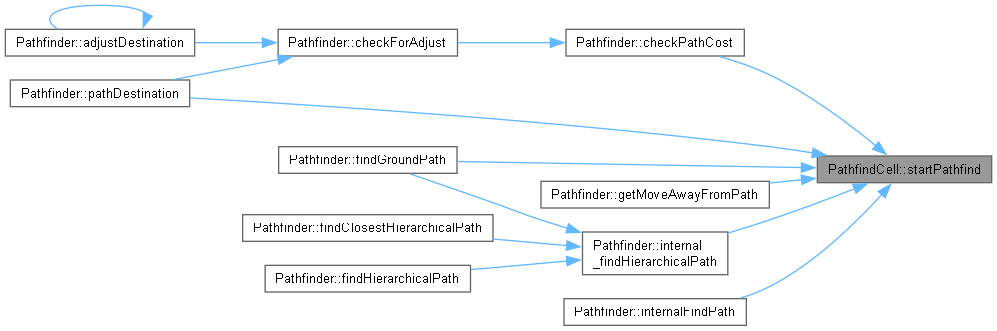 Pathfinder::adjustDestination
Pathfinder::checkForAdjust
Pathfinder::checkPathCost
Pathfinder::pathDestination
Pathfinder::findGroundPath
PathfindCell::startPathfind
Pathfinder::getMoveAwayFromPath
Pathfinder::findClosestHierarchicalPath
Pathfinder::internal
_findHierarchicalPath
Pathfinder::findHierarchicalPath
Pathfinder::internalFindPath